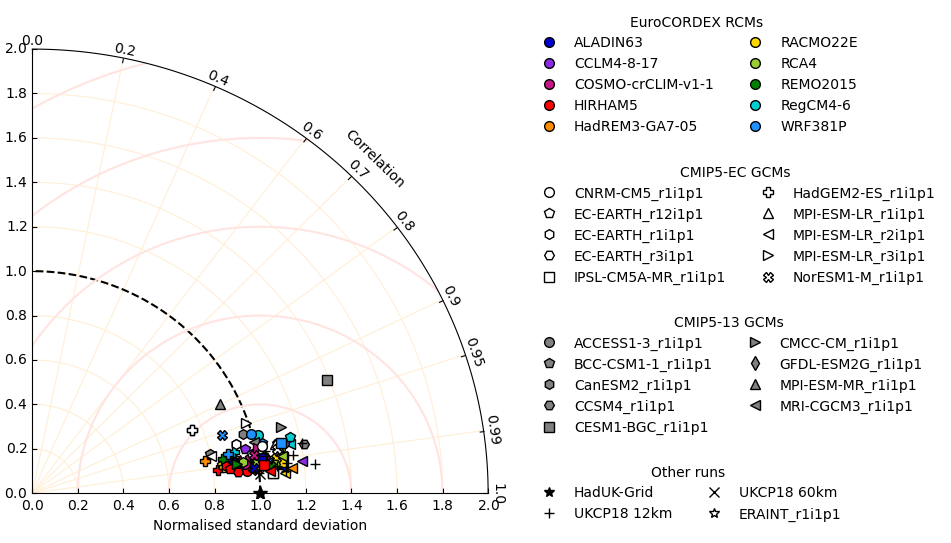 EuroCORDEX RCMs
ALADIN63
RACMO22E
CCLM4-8-17
RCA4
COSMO-crCLIM-v1-1
REMO2015
HIRHAM5
RegCM4-6
HadREM3-GA7-05
WRF381P
CMIP5-EC GCMs
CNRM-CM5_r1i1p1
HadGEM2-ES_r1i1p1
EC-EARTH_r12i1p1
MPI-ESM-LR_r1i1p1
EC-EARTH_r1i1p1
MPI-ESM-LR_r2i1p1
EC-EARTH_r3i1p1
MPI-ESM-LR_r3i1p1
IPSL-CM5A-MR_r1i1p1
NorESM1-M_r1i1p1
CMIP5-13 GCMs
ACCESS1-3_r1i1p1
CMCC-CM_r1i1p1
BCC-CSM1-1_r1i1p1
GFDL-ESM2G_r1i1p1
CanESM2_r1i1p1
MPI-ESM-MR_r1i1p1
CCSM4_r1i1p1
MRI-CGCM3_r1i1p1
CESM1-BGC_r1i1p1
Other runs
HadUK-Grid
UKCP18 60km
UKCP18 12km
ERAINT_r1i1p1
0.0
0.2
0.4
0.6
0.7
0.8
0.9
0.95
0.99
1.0
Correlation
2.0
1.8
1.6
1.4
1.2
1.0
0.8
0.6
0.4
0.2
0.0
0.0 0.2 0.4 0.6 0.8 1.0 1.2 1.4 1.6 1.8 2.0
Normalised standard deviation